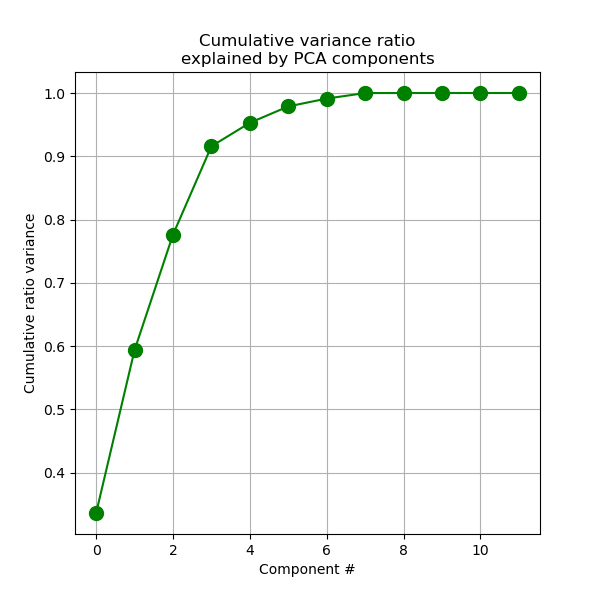 Cumulative variance ratio
explained by PCA components
Cumulative ratio variance
1.0
0.9
0.8
0.7
0.6
0.5
0.4
0 2 4 6 8 10
Component #